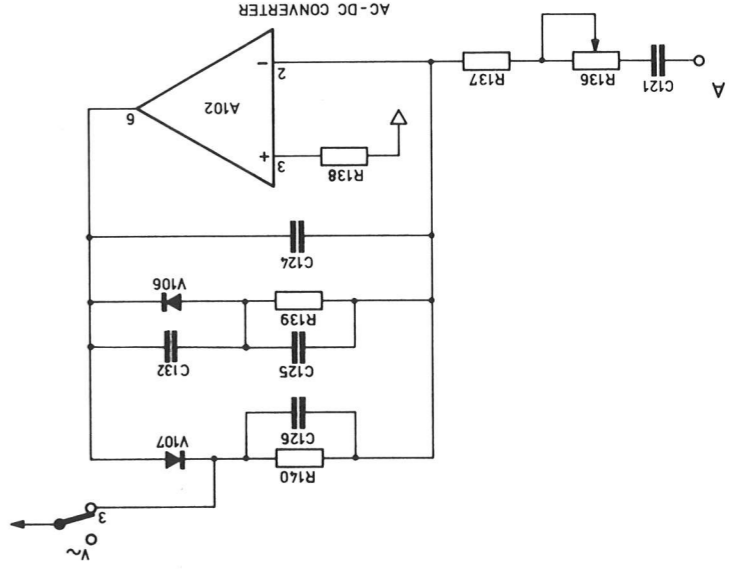 V~
3
R140
V107
C126
C125
C132
R139
V106
C124
R138
3
+
6
A102
A
C121
R136
R137
2
-
AC-DC CONVERTER